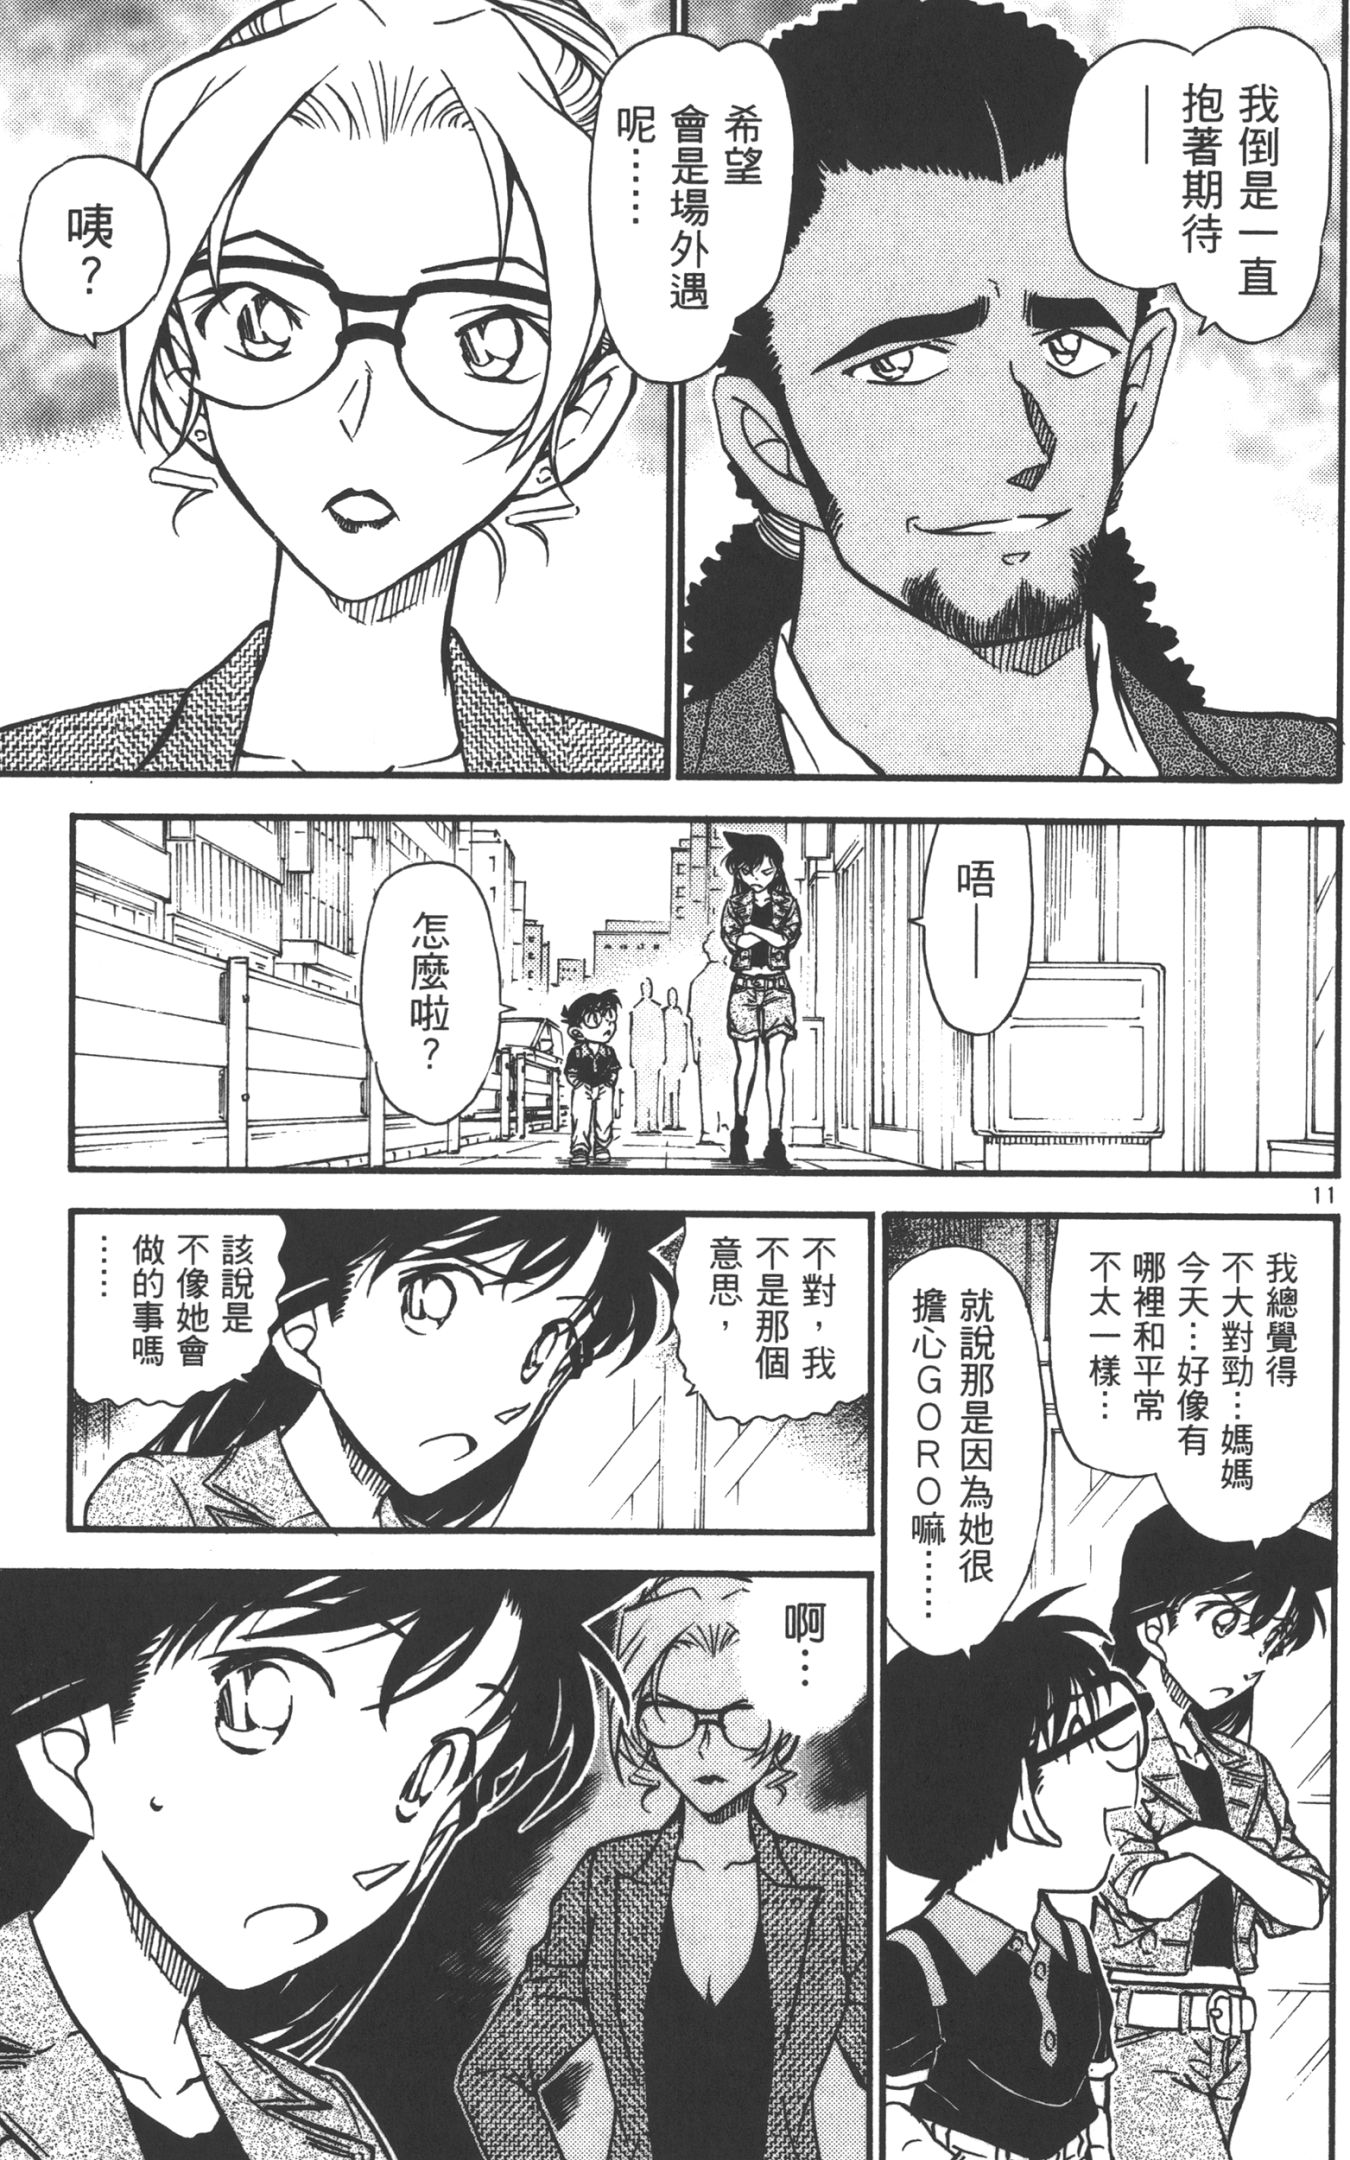 我倒是一直
抱著期待
——
希望
會是場外遇
呢……
咦？
唔——
怎麼啦？
11
我總覺得
不大對勁…媽媽
今天…好像有
哪裡和平常
不太一樣…
就說那是因為她很
擔心GORO嘛……
不對，我
不是那個
意思，
該說是
不像她會
做的事嗎
……
啊…